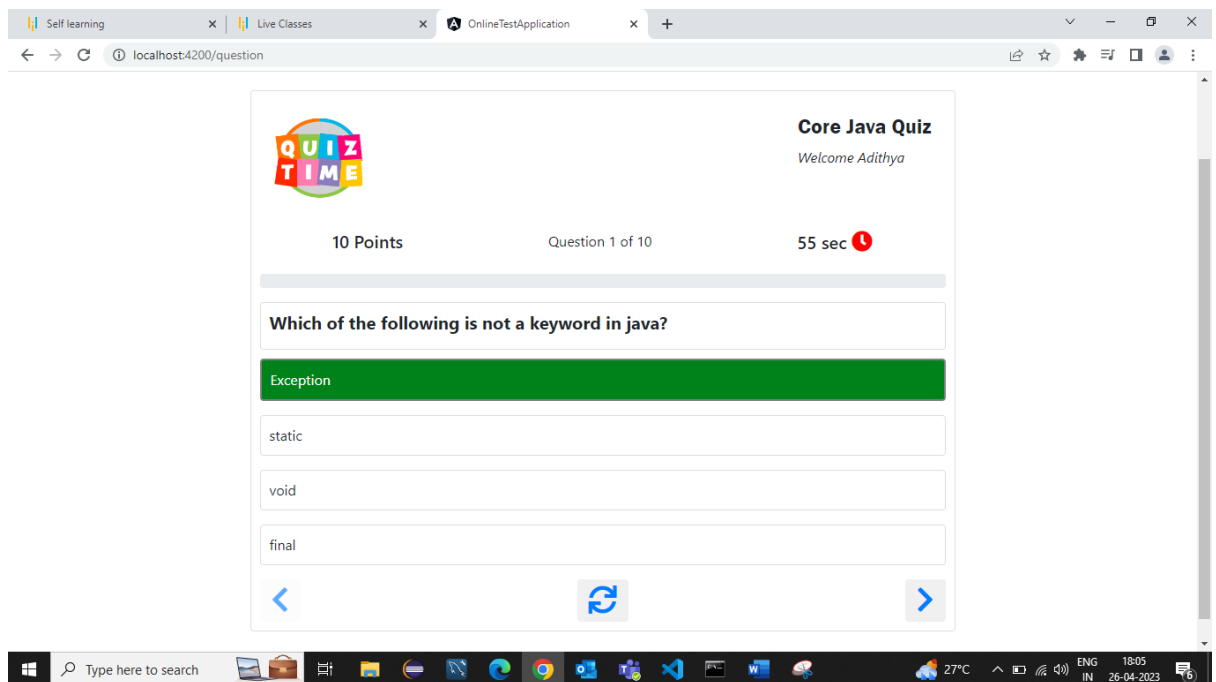 Self learning
Live Classes
OnlineTestApplication
localhost:4200/question
QUIZ
TIME
Core Java Quiz
Welcome Adithya
10 Points
Question 1 of 10
55 sec
Which of the following is not a keyword in java?
Exception
static
void
final
Type here to search
27°C
ENG
IN
18:05
26-04-2023
6